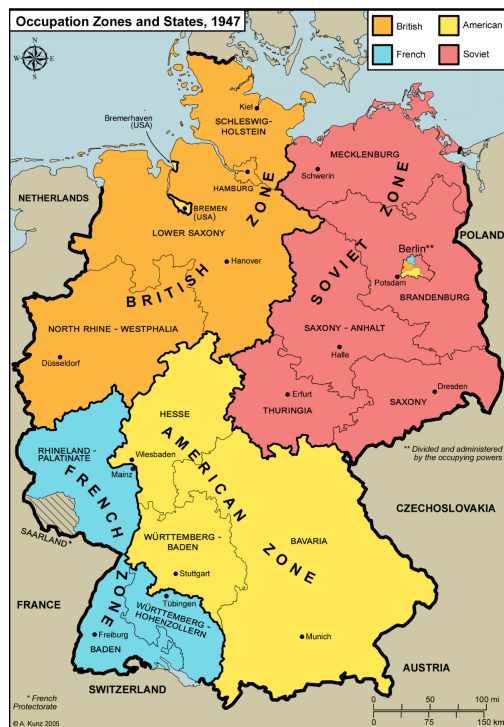 Occupation Zones and States, 1947
British
American
French
Soviet
N
W
E
S
Kiel
SCHLESWIG-
HOLSTEIN
Bremerhaven
(USA)
MECKLENBURG
Schwerin
HAMBURG
NETHERLANDS
BREMEN
(USA)
LOWER SAXONY
POLAND
Berlin**
Hanover
Potsdam
BRANDENBURG
BRITISH ZONE
SOVIET ZONE
NORTH RHINE - WESTPHALIA
SAXONY - ANHALT
Halle
Düsseldorf
Dresden
Erfurt
SAXONY
THURINGIA
HESSE
RHINELAND-
PALATINATE
Wiesbaden
Mainz
** Divided and administered
by the occupying powers
AMERICAN ZONE
FRENCH ZONE
CZECHOSLOVAKIA
SAARLAND*
WÜRTTEMBERG -
BADEN
BAVARIA
Stuttgart
FRANCE
Tübingen
WÜRTTEMBERG-
HOHENZOLLERN
Freiburg
BADEN
Munich
AUSTRIA
SWITZERLAND
* French
Protectorate
© A. Kunz 2005
0 50 100 mi
0 75 150 km